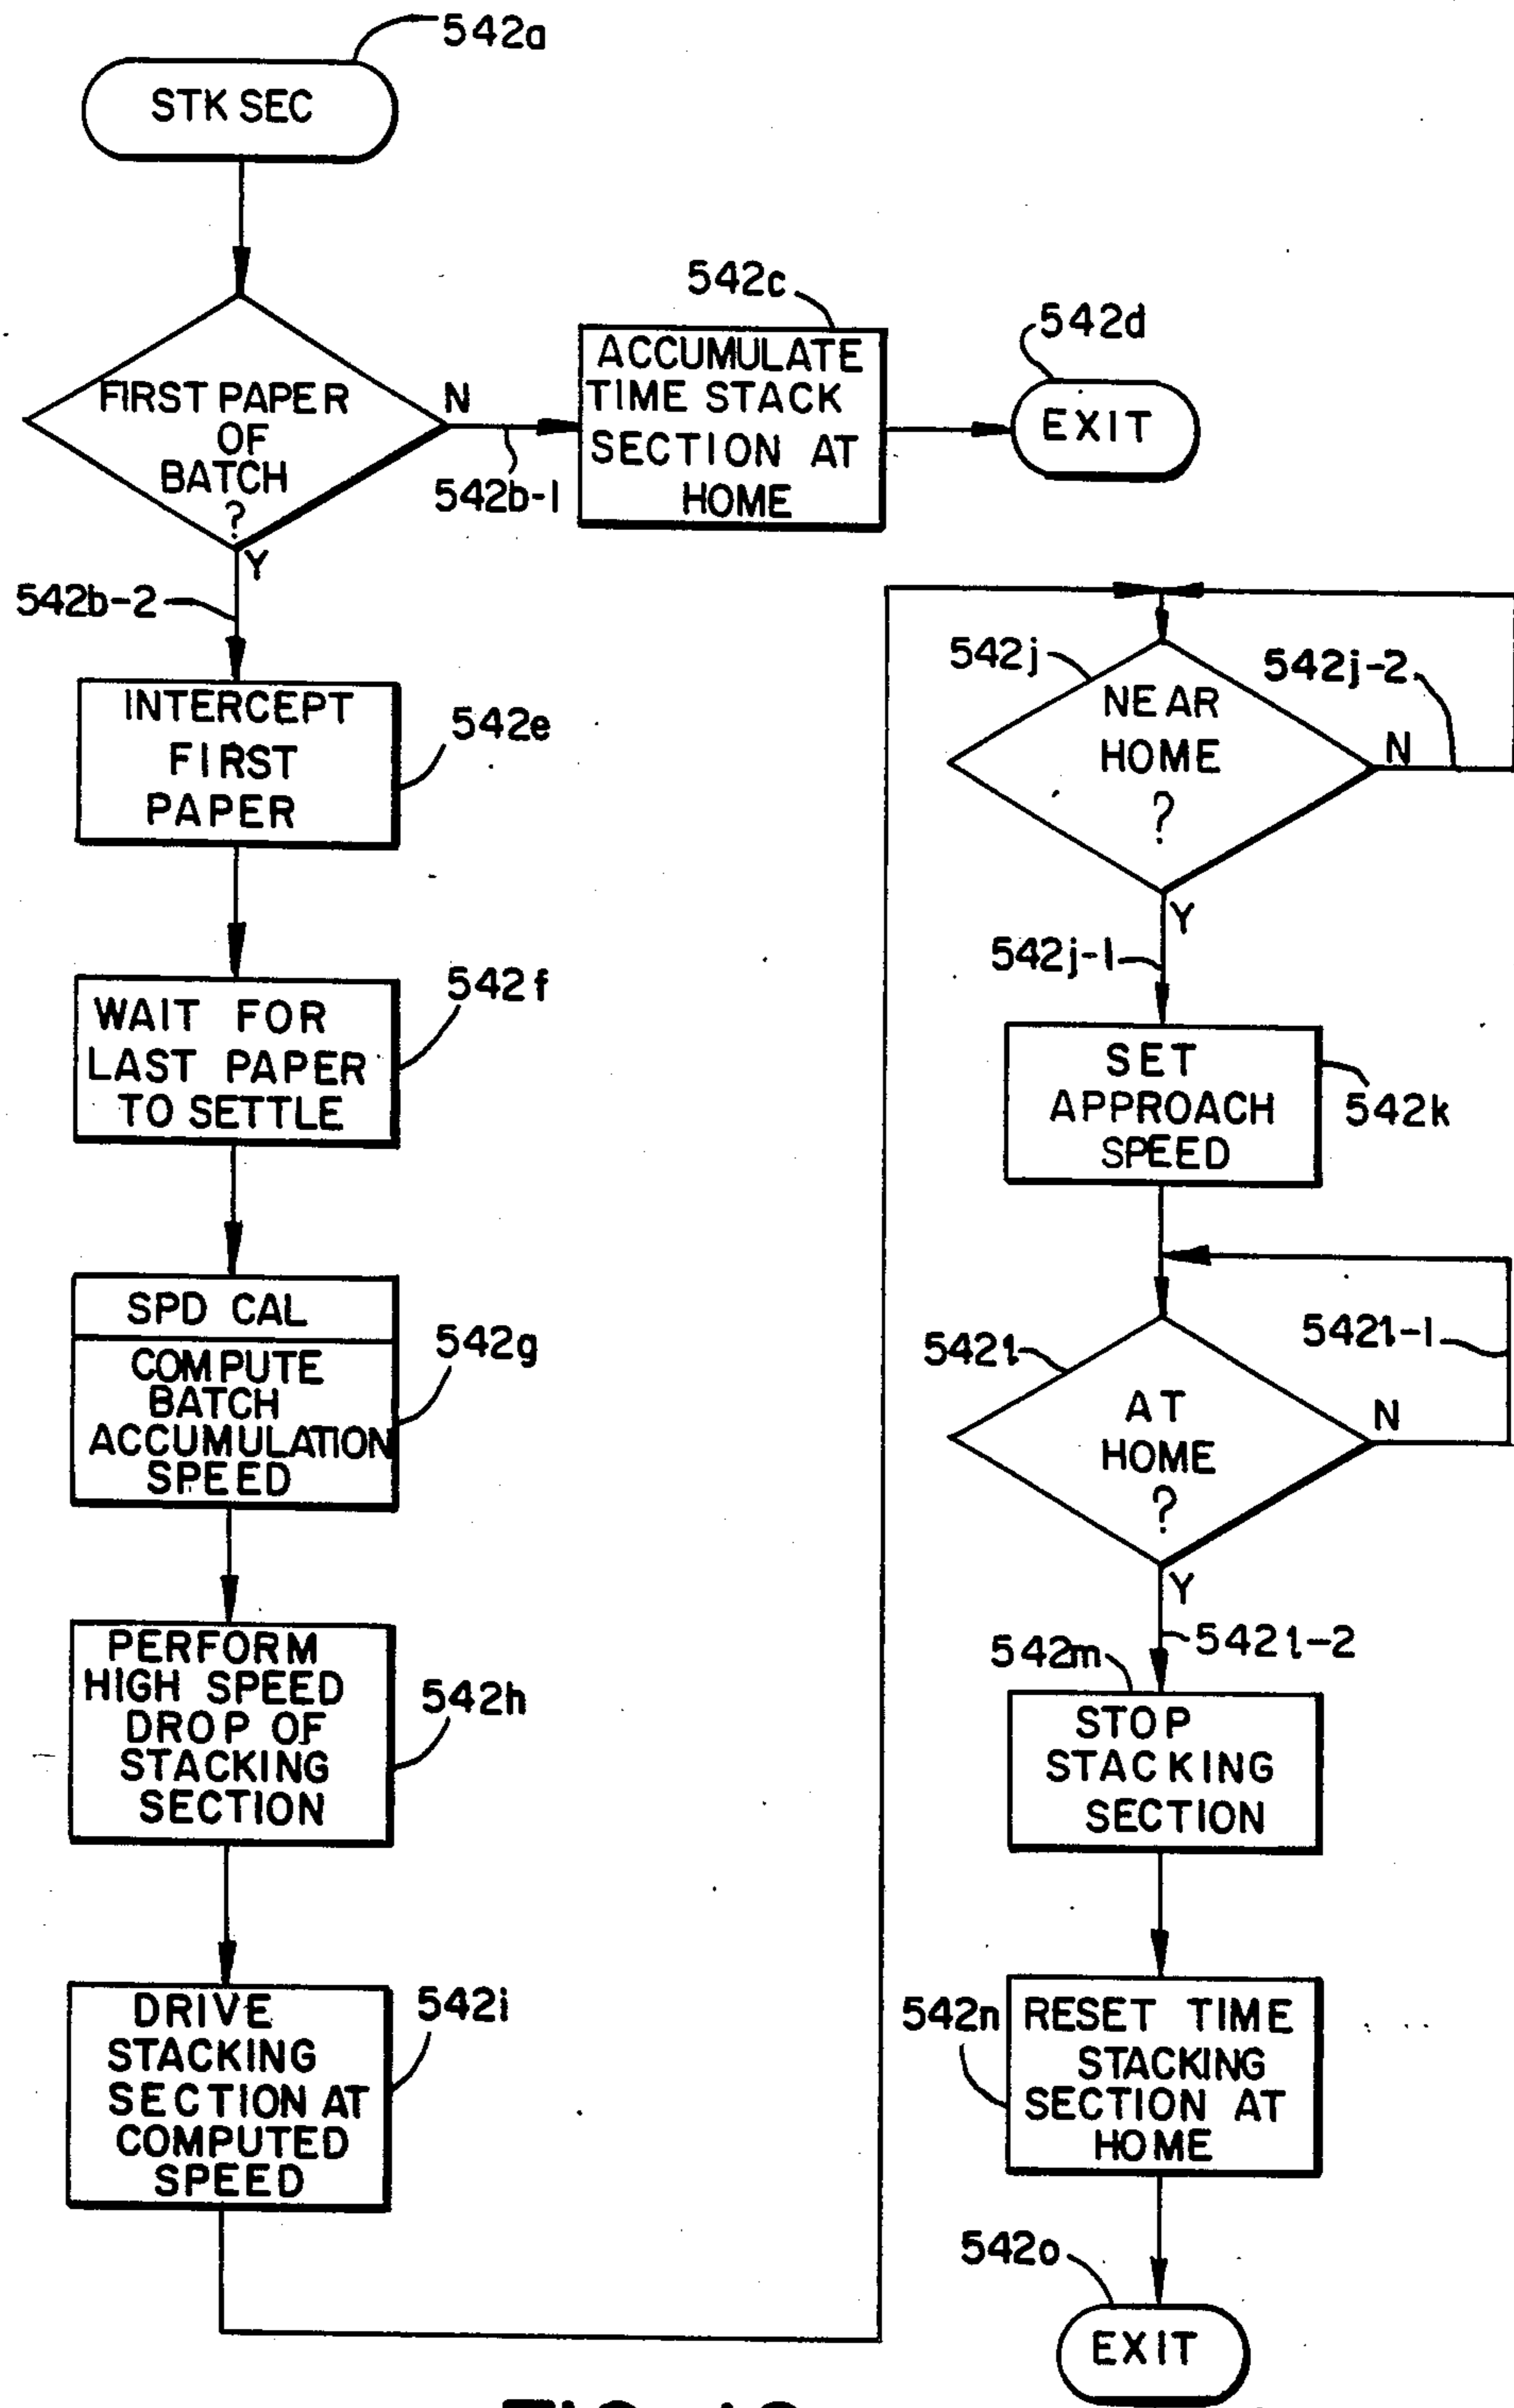 542a
STK SEC
FIRST PAPER
OF
BATCH
?
N
542b-1
Y
542b-2
542c
ACCUMULATE
TIME STACK
SECTION AT
HOME
542d
EXIT
INTERCEPT
FIRST
PAPER
542e
WAIT FOR
LAST PAPER
TO SETTLE
542f
SPD CAL
COMPUTE
BATCH
ACCUMULATION
SPEED
542g
PERFORM
HIGH SPEED
DROP OF
STACKING
SECTION
542h
DRIVE
STACKING
SECTION AT
COMPUTED
SPEED
542i
542j
NEAR
HOME
?
N
542j-2
Y
542j-1
SET
APPROACH
SPEED
542k
542l
AT
HOME
?
N
542l-1
Y
542l-2
542m
STOP
STACKING
SECTION
542n
RESET TIME
STACKING
SECTION AT
HOME
542o
EXIT